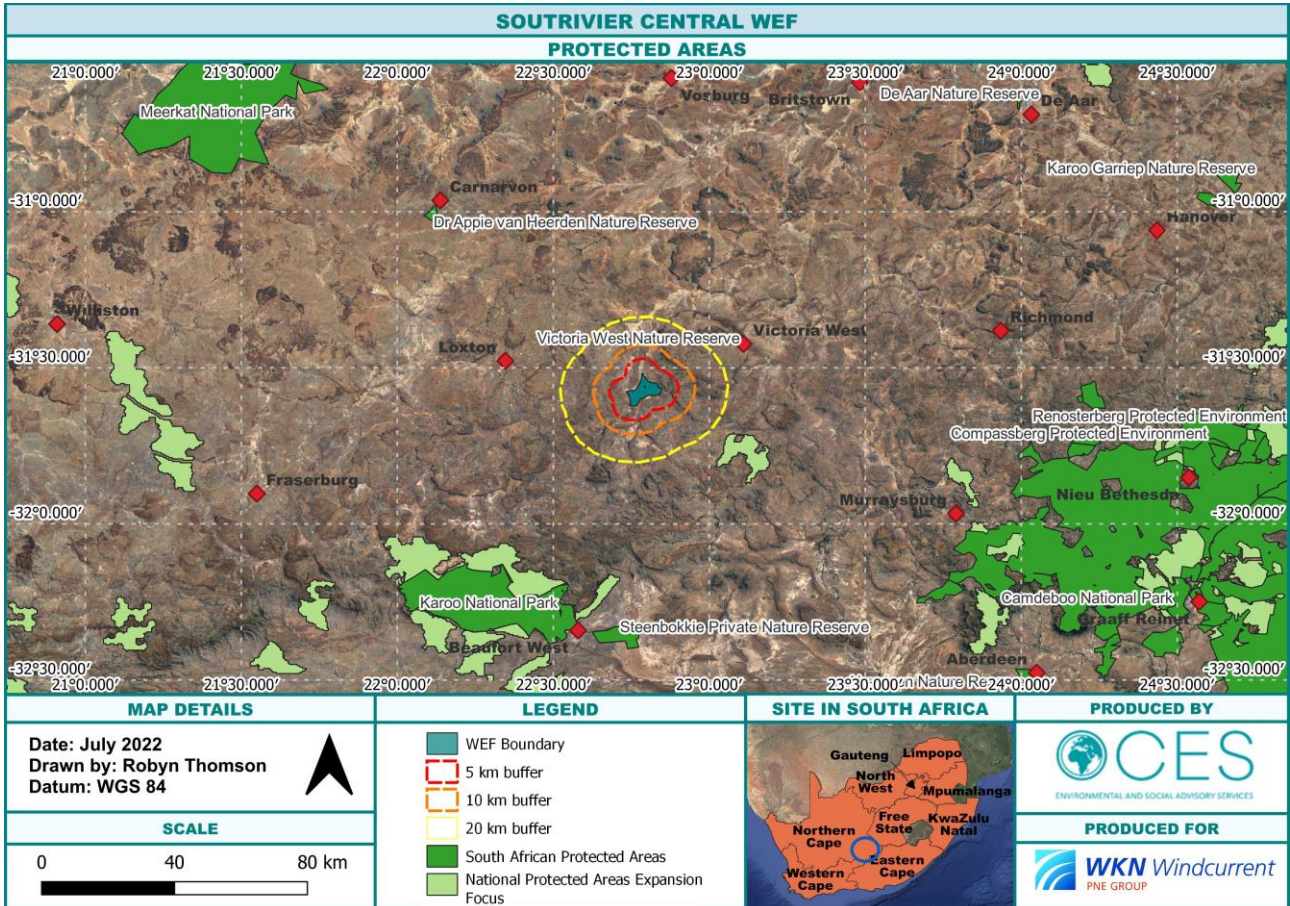 SOUTRIVIER CENTRAL WEF
PROTECTED AREAS
21°0.000′ 21°30.000′ 22°0.000′ 22°30.000′ 23°0.000′ 23°30.000′ 24°0.000′ 24°30.000′
Vosburg
Britstown
De Aar Nature Reserve
De Aar
Meerkat National Park
Karoo Garriep Nature Reserve
-31°0.000′ -31°0.000′
Carnarvon
Dr Appie van Heerden Nature Reserve
Hanover
Williston
Victoria West Nature Reserve
Victoria West
Richmond
Loxton
-31°30.000′ -31°30.000′
Renosterberg Protected Environment
Compassberg Protected Environment
Fraserburg
Nieu Bethesda
Murraysburg
-32°0.000′ -32°0.000′
Karoo National Park
Camdeboo National Park
Graaff Reinet
Steenbokkie Private Nature Reserve
Beaufort West
Aberdeen
-32°30.000′ -32°30.000′
21°0.000′ 21°30.000′ 22°0.000′ 22°30.000′ 23°0.000′ 23°30.000′ 24°0.000′ 24°30.000′
MAP DETAILS
Date: July 2022
Drawn by: Robyn Thomson
Datum: WGS 84
SCALE
0 40 80 km
LEGEND
WEF Boundary
5 km buffer
10 km buffer
20 km buffer
South African Protected Areas
National Protected Areas Expansion
Focus
SITE IN SOUTH AFRICA
Limpopo
Gauteng
North
West
Mpumalanga
Free
State
KwaZulu
Natal
Northern
Cape
Eastern
Cape
Western
Cape
PRODUCED BY
CES
ENVIRONMENTAL AND SOCIAL ADVISORY SERVICES
PRODUCED FOR
WKN Windcurrent
PNE GROUP